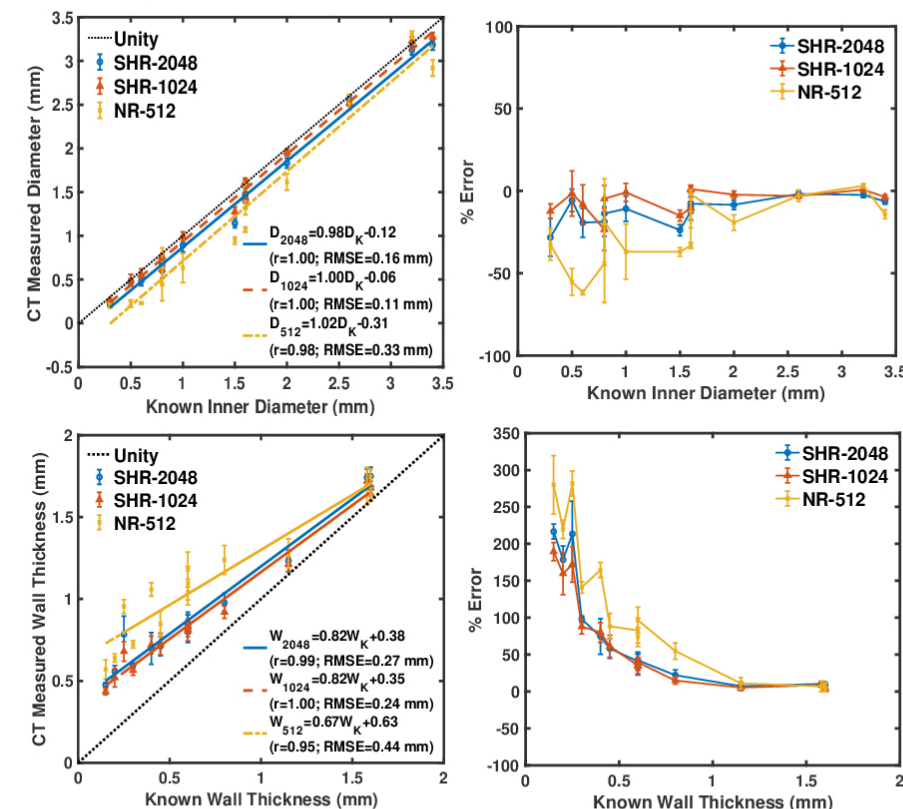 3.5
3
2.5
2
1.5
1
0.5
0
-0.5
CT Measured Diameter (mm)
Unity
SHR-2048
SHR-1024
NR-512
D2048=0.98DK-0.12
(r=1.00; RMSE=0.16 mm)
D1024=1.00DK-0.06
(r=1.00; RMSE=0.11 mm)
D512=1.02DK-0.31
(r=0.98; RMSE=0.33 mm)
0 0.5 1.0 1.5 2.0 2.5 3.0 3.5
Known Inner Diameter (mm)
100
50
0
-50
-100
% Error
SHR-2048
SHR-1024
NR-512
0 0.5 1.0 1.5 2 2.5 3 3.5
Known Inner Diameter (mm)
2
1.5
1
0.5
0
CT Measured Wall Thickness (mm)
Unity
SHR-2048
SHR-1024
NR-512
W2048=0.82WK+0.38
(r=0.99; RMSE=0.27 mm)
W1024=0.82WK+0.35
(r=1.00; RMSE=0.24 mm)
W512=0.67WK+0.63
(r=0.95; RMSE=0.44 mm)
0 0.5 1 1.5 2
Known Wall Thickness (mm)
350
300
250
200
150
100
50
0
-50
-100
% Error
SHR-2048
SHR-1024
NR-512
0 0.5 1 1.5 2
Known Wall Thickness (mm)